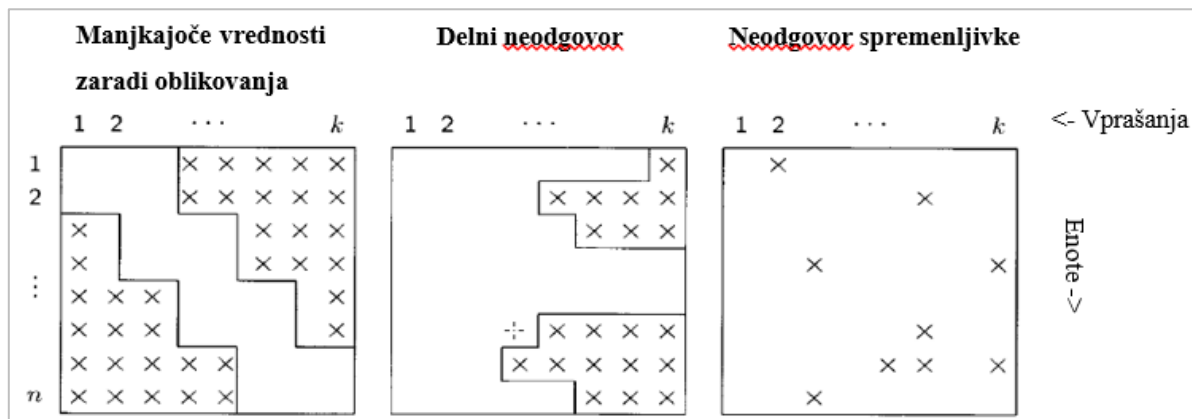 Manjkajoče vrednosti
zaradi oblikovanja
Delni neodgovor
Neodgovor spremenljivke
1 2 ... k
1 2 ... k
1 2 ... k
<- Vprašanja
1
2
⋮
n
Enote ->